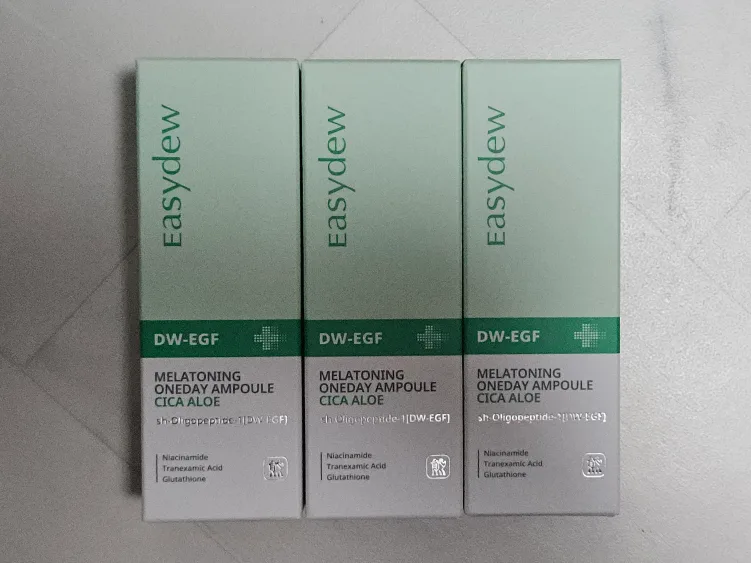 Easydew
DW-EGF
MELATONING
ONEDAY AMPOULE
CICA ALOE
sh-Oligopeptide-1[DW-EGF]
Niacinamide
Tranexamic Acid
Glutathione
Easydew
DW-EGF
MELATONING
ONEDAY AMPOULE
CICA ALOE
sh-Oligopeptide-1[DW-EGF]
Niacinamide
Tranexamic Acid
Glutathione
Easydew
DW-EGF
MELATONING
ONEDAY AMPOULE
CICA ALOE
sh-Oligopeptide-1[DW-EGF]
Niacinamide
Tranexamic Acid
Glutathione